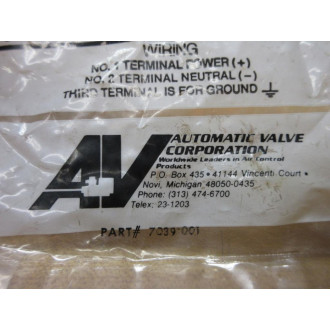 WIRING
NO. 1 TERMINAL POWER (+)
NO. 2 TERMINAL NEUTRAL (-)
THIRD TERMINAL IS FOR GROUND
AV
AUTOMATIC VALVE
CORPORATION
Worldwide Leaders in Air Control
Products
P.O. Box 435 • 41144 Vincenti Court •
Novi, Michigan 48050-0435
Phone: (313) 474-6700
Telex: 23-1203
PART# 7039-001